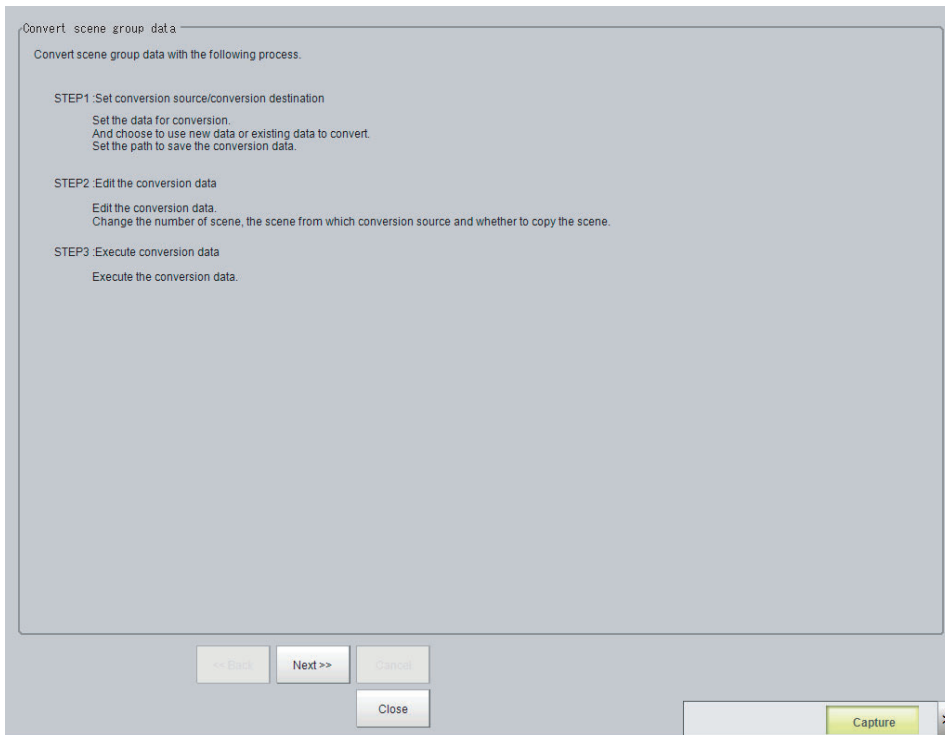 Convert scene group data
Convert scene group data with the following process.
STEP1 :Set conversion source/conversion destination
Set the data for conversion.
And choose to use new data or existing data to convert.
Set the path to save the conversion data.
STEP2 :Edit the conversion data
Edit the conversion data.
Change the number of scene, the scene from which conversion source and whether to copy the scene.
STEP3 :Execute conversion data
Execute the conversion data.
<< Back Next >> Cancel
Close
Capture